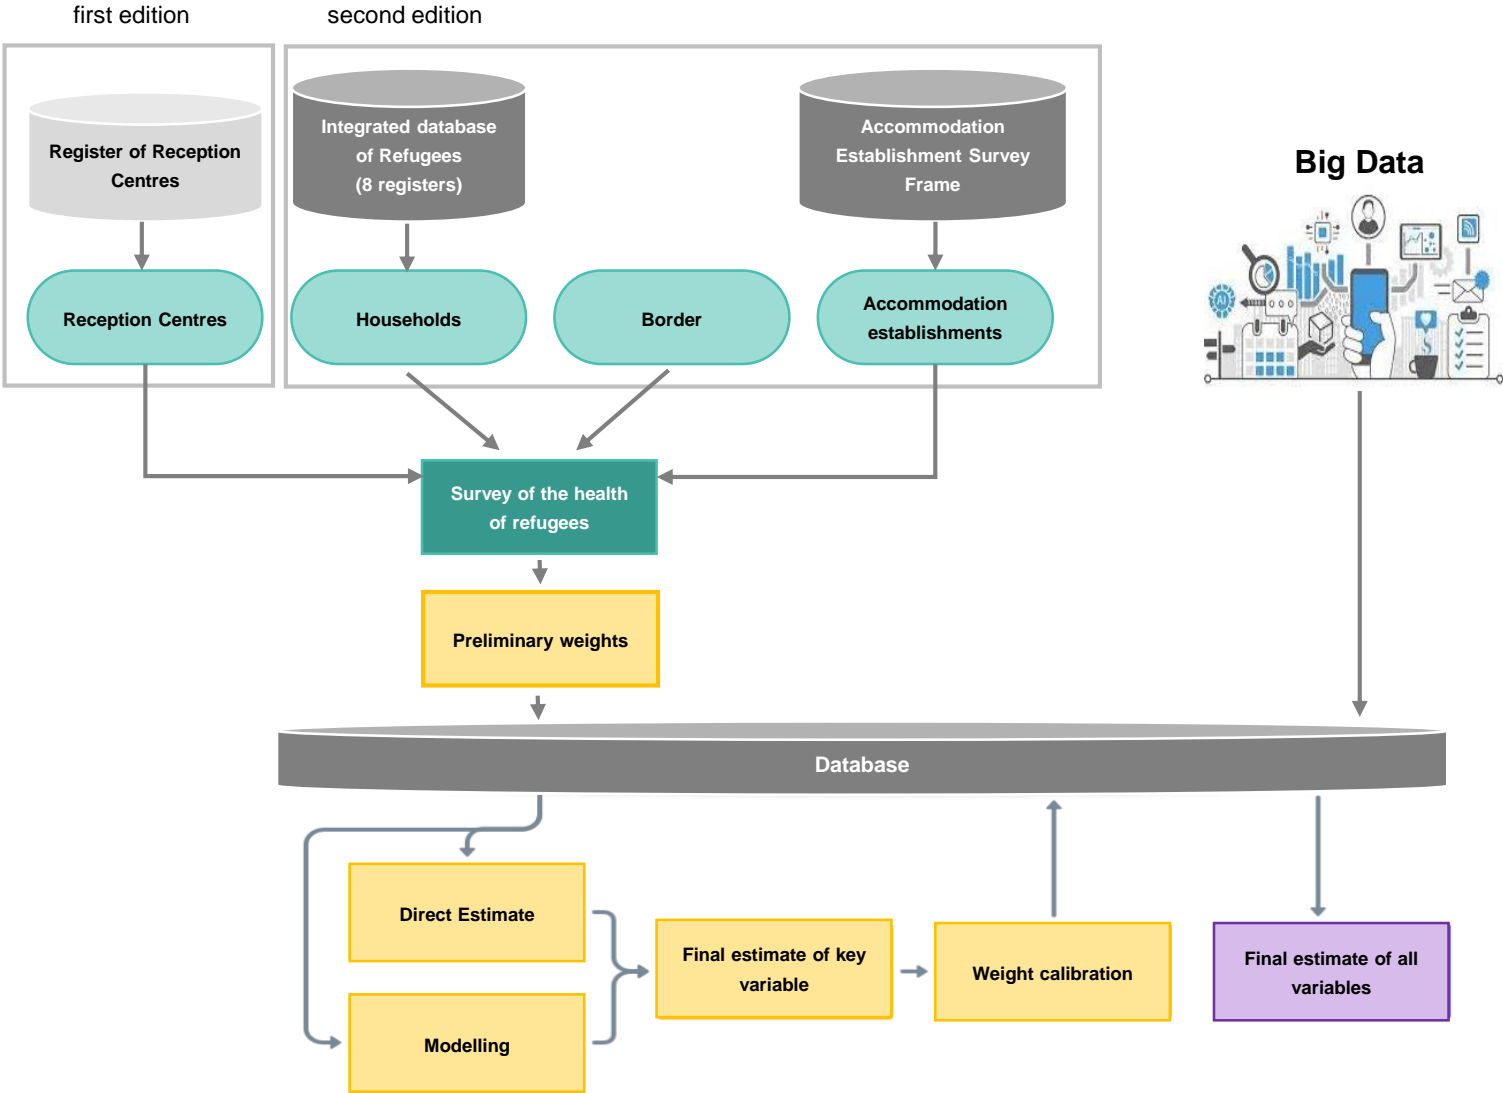 first edition
second edition
Register of Reception
Centres
Integrated database
of Refugees
(8 registers)
Accommodation
Establishment Survey
Frame
Big Data
AI
Reception Centres
Households
Border
Accommodation
establishments
$
Survey of the health
of refugees
Preliminary weights
Database
Direct Estimate
Final estimate of key
variable
Weight calibration
Final estimate of all
variables
Modelling